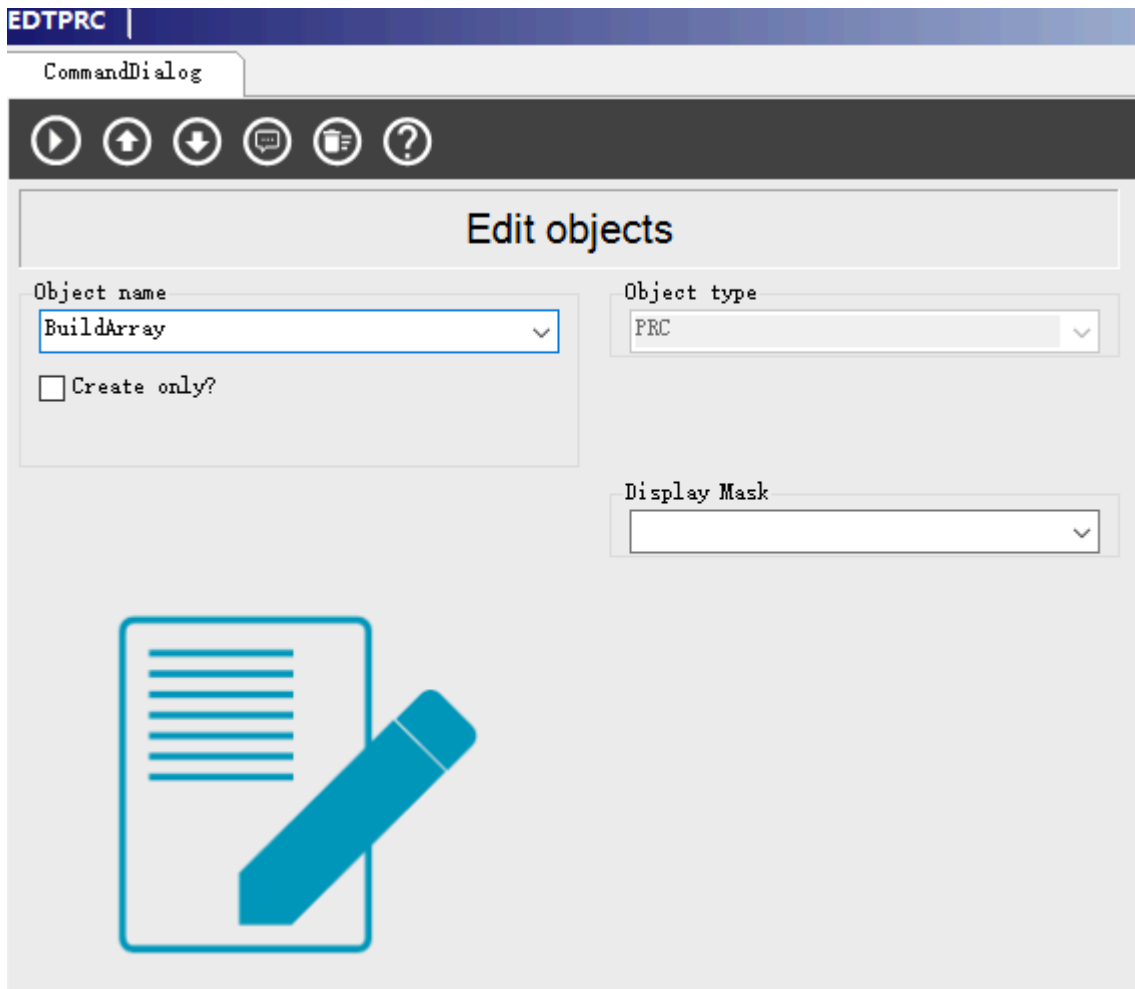 EDTPRC
CommandDialog
Edit objects
Object name
BuildArray
Create only?
Object type
PRC
Display Mask